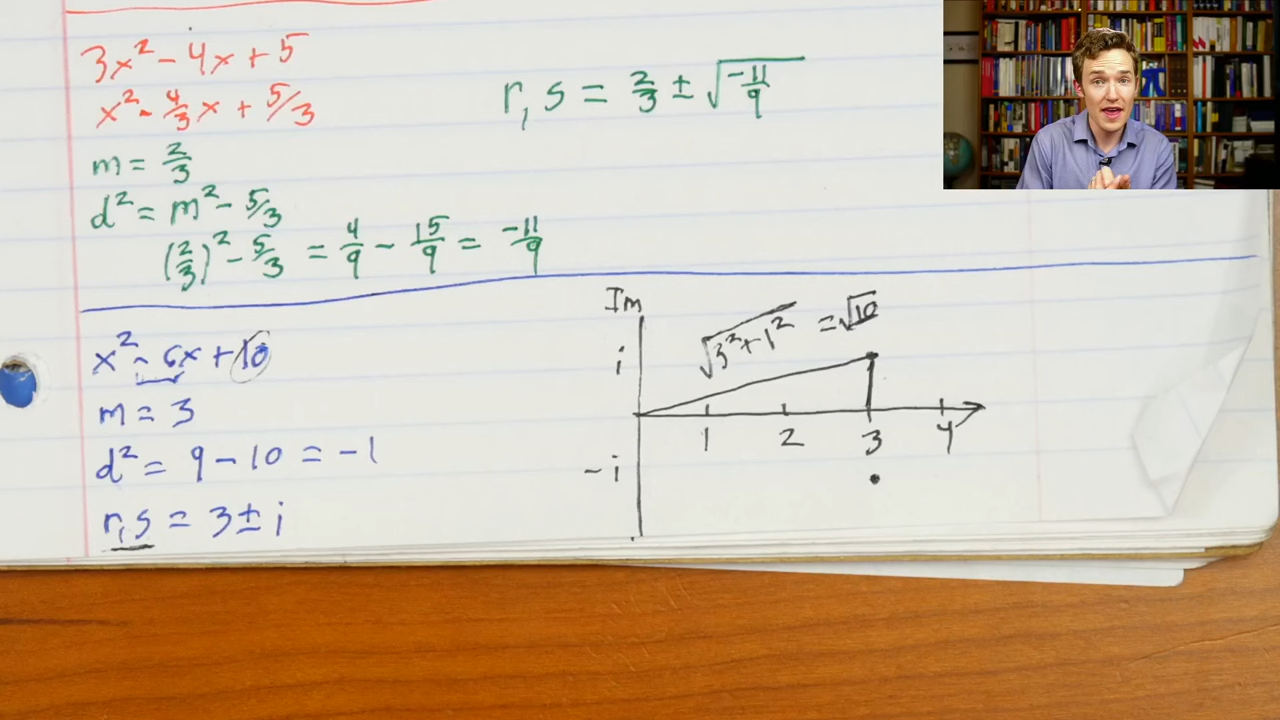 3x² - 4x + 5
x² - 4/3 x + 5/3
m = 2/3
d² = m² - 5/3
(2/3)² - 5/3 = 4/9 - 15/9 = -11/9
r, s = 2/3 ± √-11/9
x² - 6x + 10
m = 3
d² = 9 - 10 = -1
r, s = 3 ± i
Im
√3² + 1² = √10
i
1 2 3 4
-i